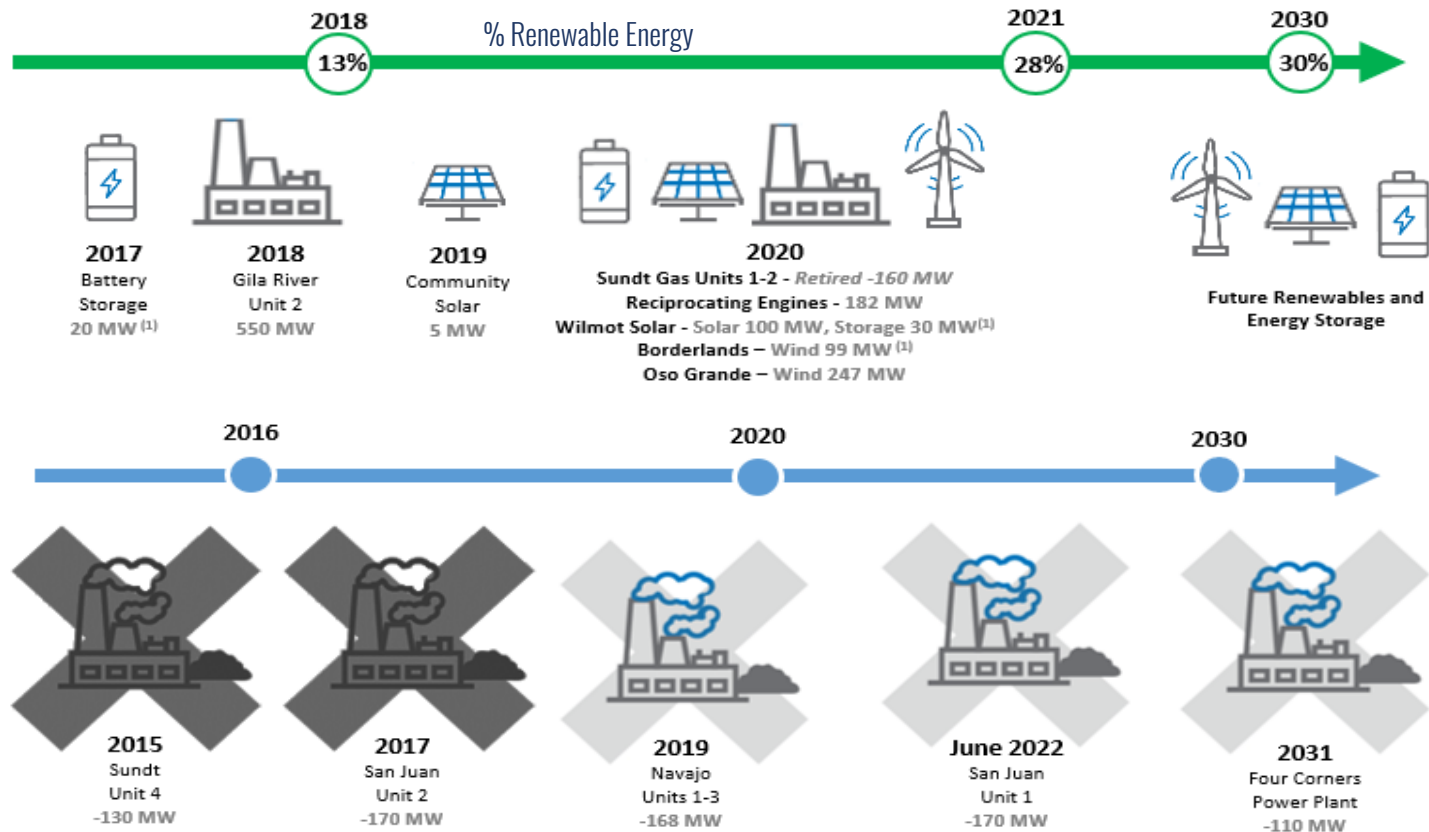 2018
% Renewable Energy
2021
2030
13%
28%
30%
2017
Battery
Storage
20 MW (1)
2018
Gila River
Unit 2
550 MW
2019
Community
Solar
5 MW
2020
Sundt Gas Units 1-2 - Retired -160 MW
Reciprocating Engines - 182 MW
Wilmot Solar - Solar 100 MW, Storage 30 MW(1)
Borderlands – Wind 99 MW (1)
Oso Grande – Wind 247 MW
Future Renewables and
Energy Storage
2016
2020
2030
2015
Sundt
Unit 4
-130 MW
2017
San Juan
Unit 2
-170 MW
2019
Navajo
Units 1-3
-168 MW
June 2022
San Juan
Unit 1
-170 MW
2031
Four Corners
Power Plant
-110 MW